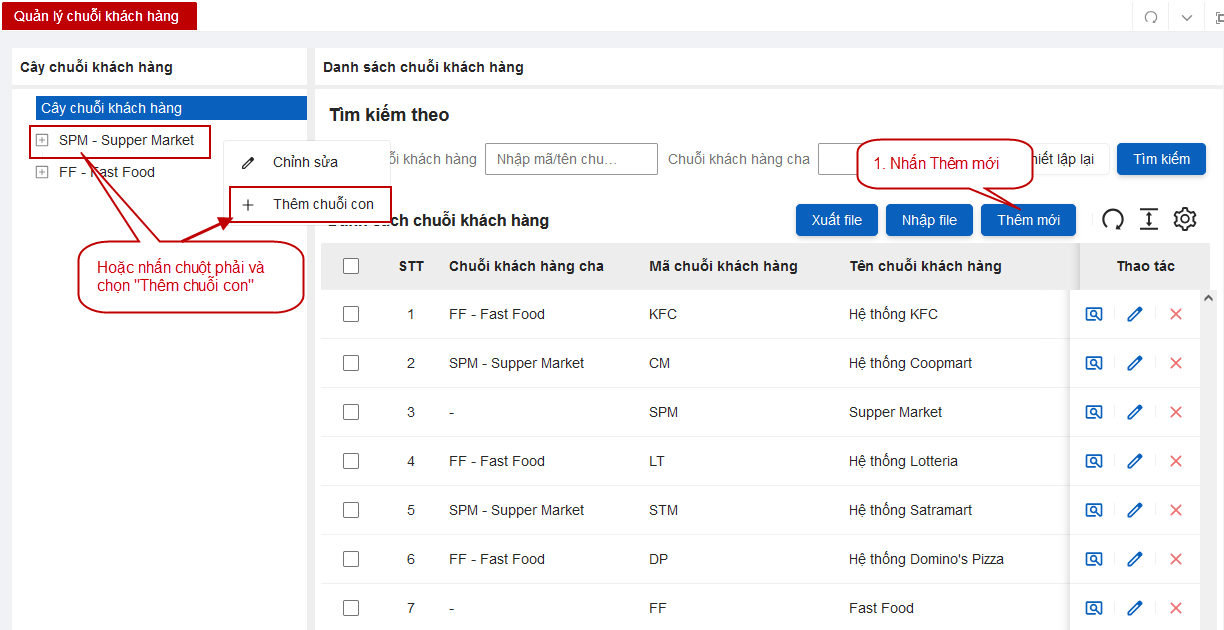 Quản lý chuỗi khách hàng
Cây chuỗi khách hàng
Danh sách chuỗi khách hàng
Cây chuỗi khách hàng
SPM - Supper Market
FF - Fast Food
Chỉnh sửa
Thêm chuỗi con
Hoặc nhấn chuột phải và
chọn "Thêm chuỗi con"
Tìm kiếm theo
khách hàng
Nhập mã/tên chu...
Chuỗi khách hàng cha
1. Nhấn Thêm mới
lập lại
Tìm kiếm
sách chuỗi khách hàng
Xuất file
Nhập file
Thêm mới
STT Chuỗi khách hàng cha Mã chuỗi khách hàng Tên chuỗi khách hàng Thao tác
1 FF - Fast Food KFC Hệ thống KFC
2 SPM - Supper Market CM Hệ thống Coopmart
3 - SPM Supper Market
4 FF - Fast Food LT Hệ thống Lotteria
5 SPM - Supper Market STM Hệ thống Satramart
6 FF - Fast Food DP Hệ thống Domino's Pizza
7 - FF Fast Food